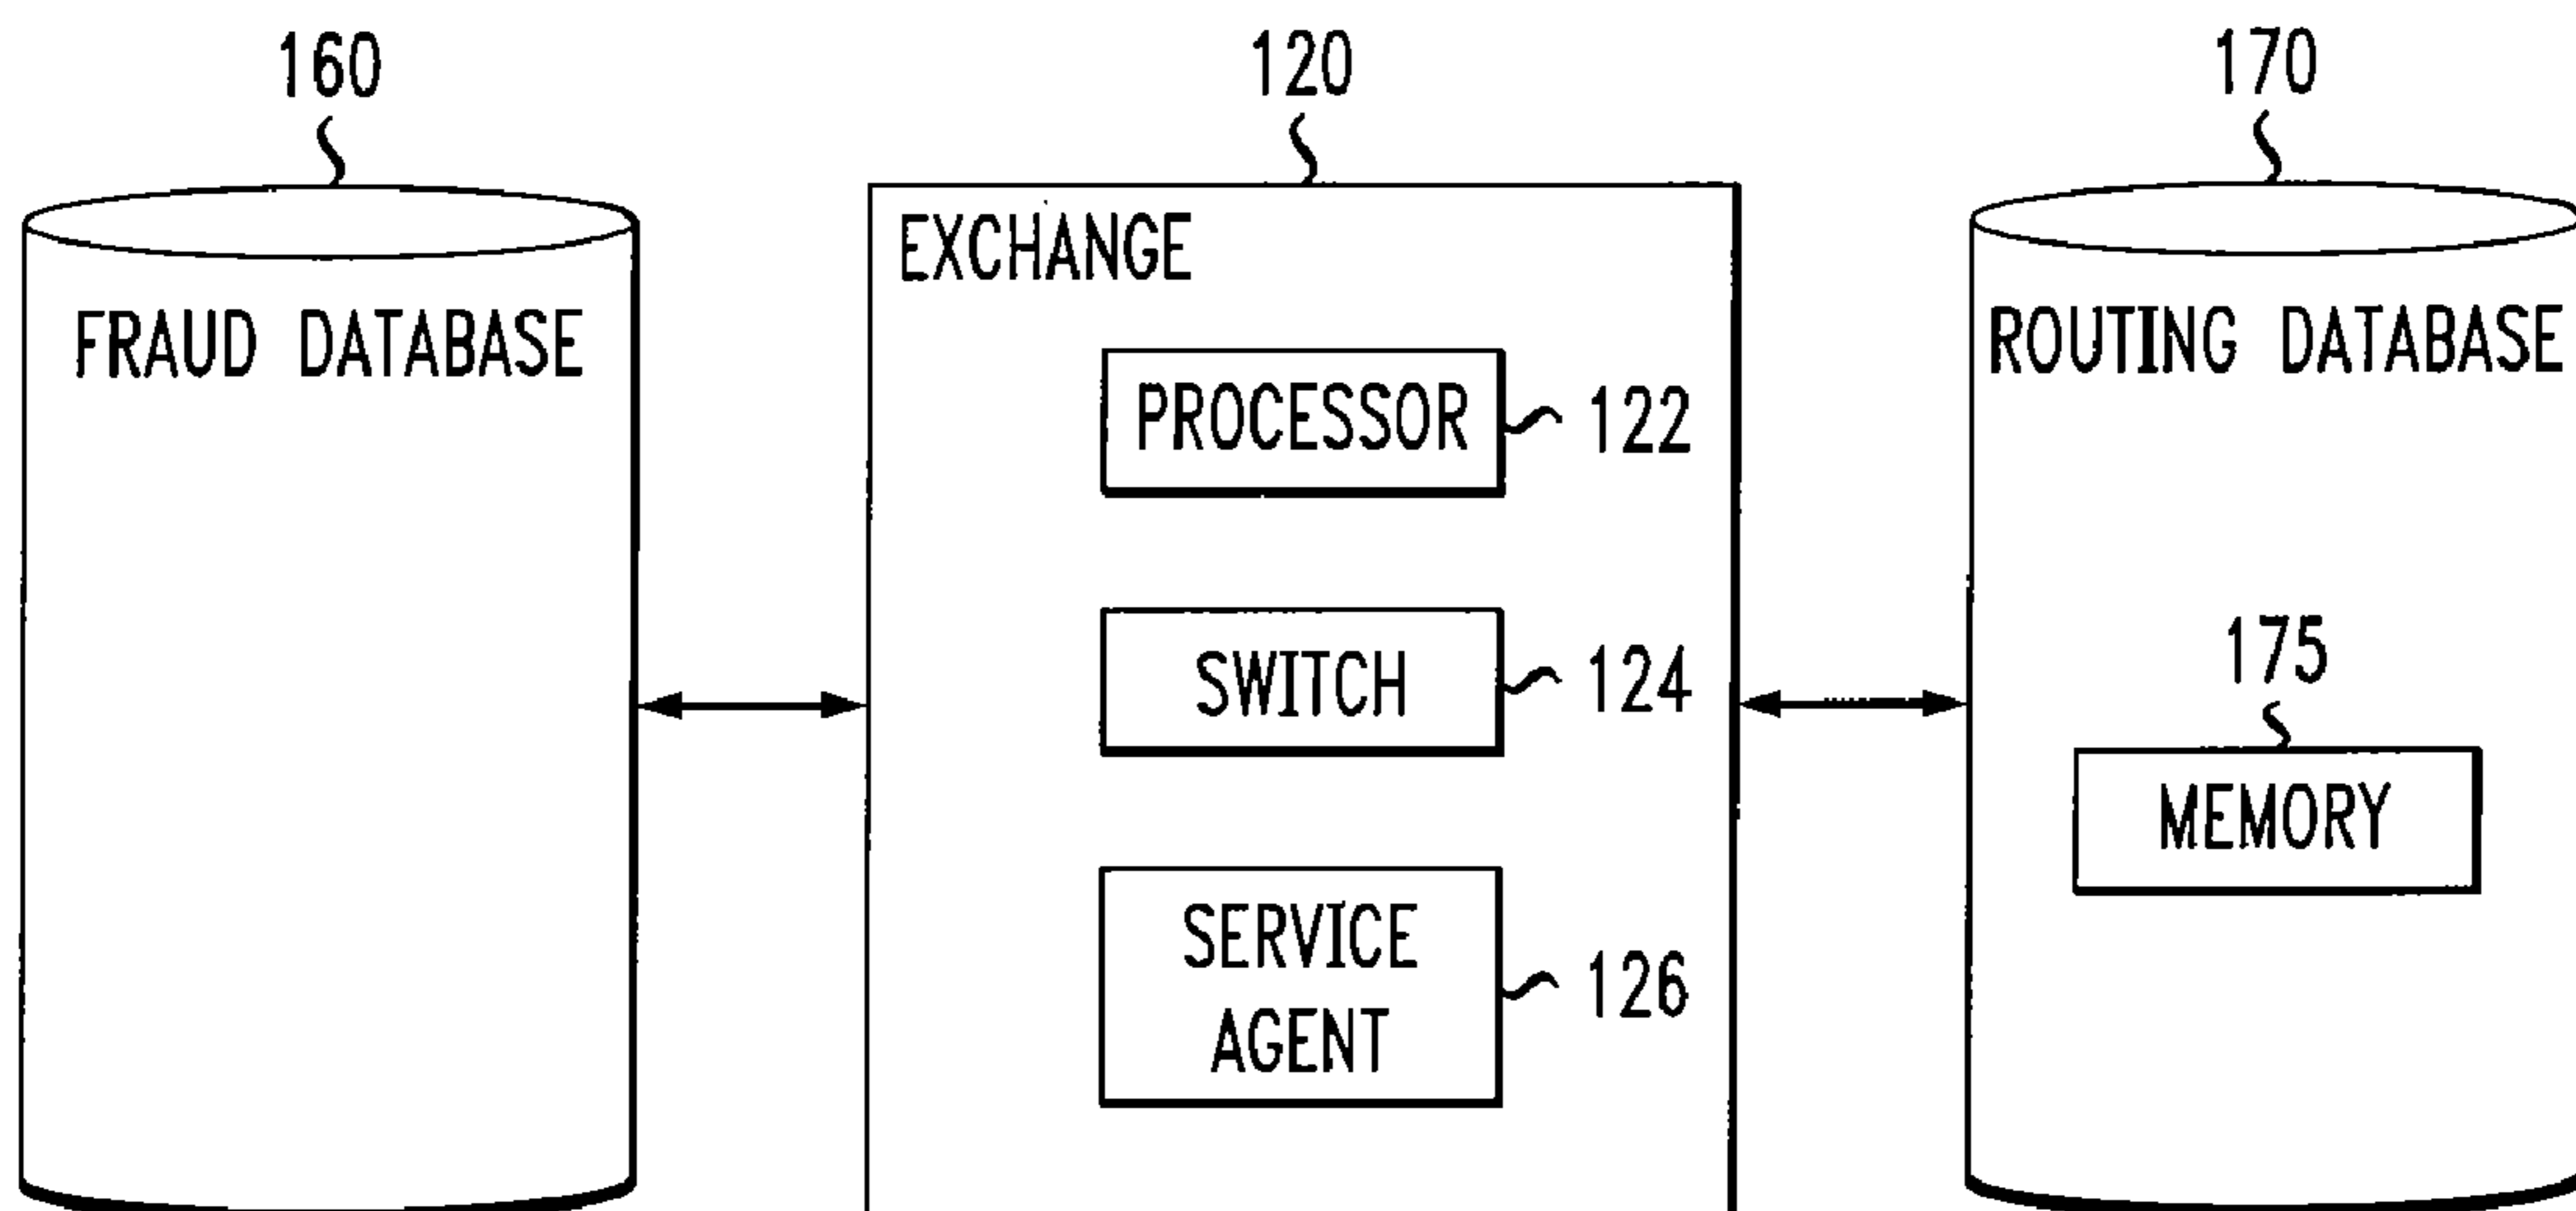 160
120
170
EXCHANGE
FRAUD DATABASE
ROUTING DATABASE
PROCESSOR
122
SWITCH
124
175
MEMORY
SERVICE
AGENT
126